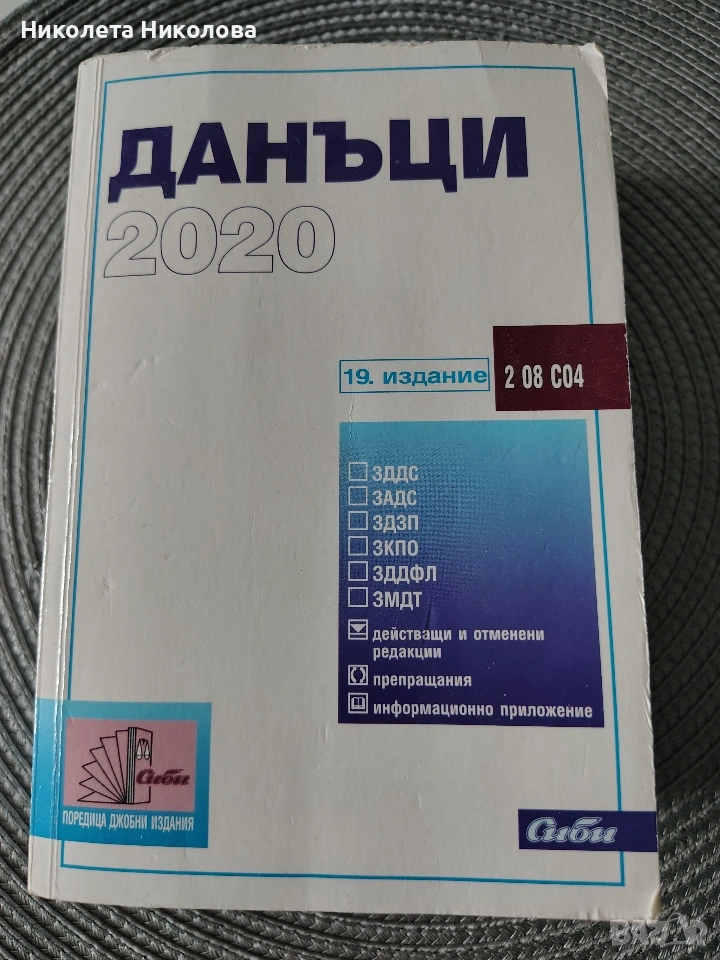 Николета Николова
ДАНЪЦИ
2020
19. издание
2 08 С04
ЗДДС
ЗАДС
ЗДЗП
ЗКПО
ЗДДФЛ
ЗМДТ
действащи и отменени
редакции
препращания
информационно приложение
Сиби
ПОРЕДИЦА ДЖОБНИ ИЗДАНИЯ
Сиби
BAZAR